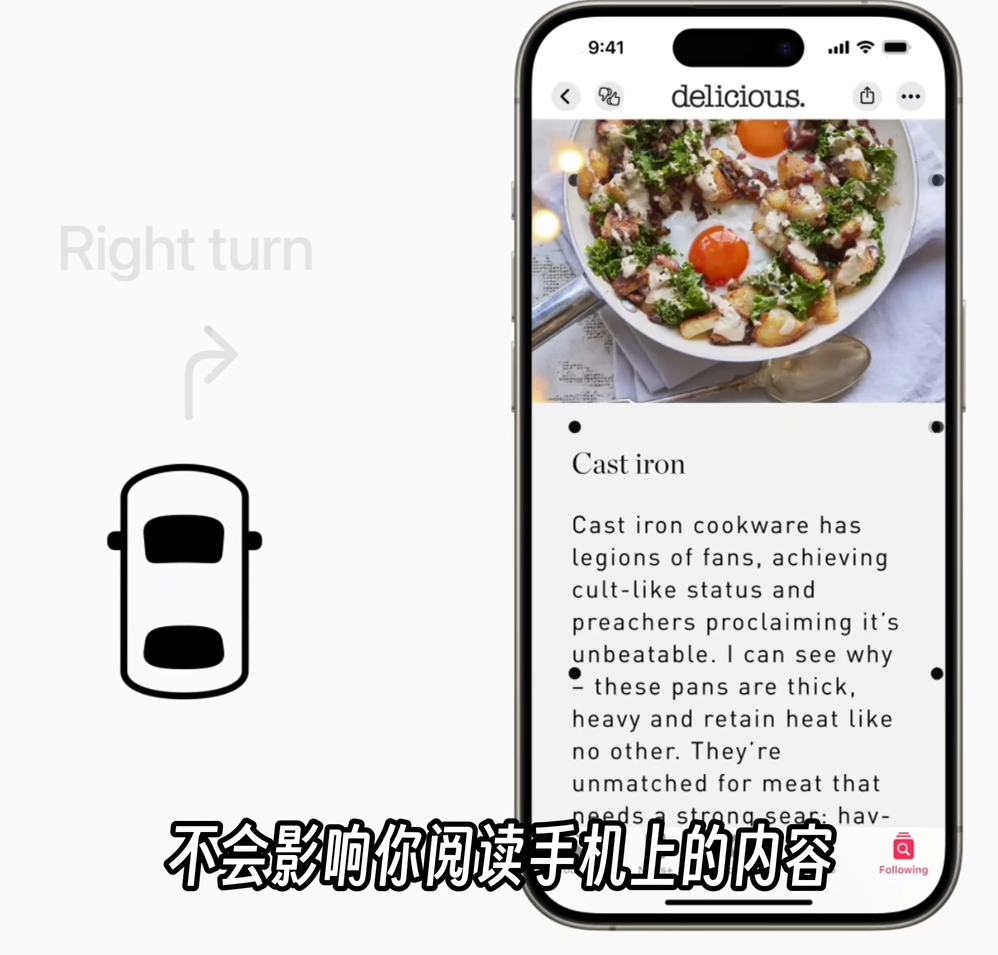 Right turn
9:41
delicious.
Cast iron
Cast iron cookware has
legions of fans, achieving
cult-like status and
preachers proclaiming it's
unbeatable. I can see why
– these pans are thick,
heavy and retain heat like
no other. They're
unmatched for meat that
needs a strong sear; hav-
不会影响你阅读手机上的内容
Following